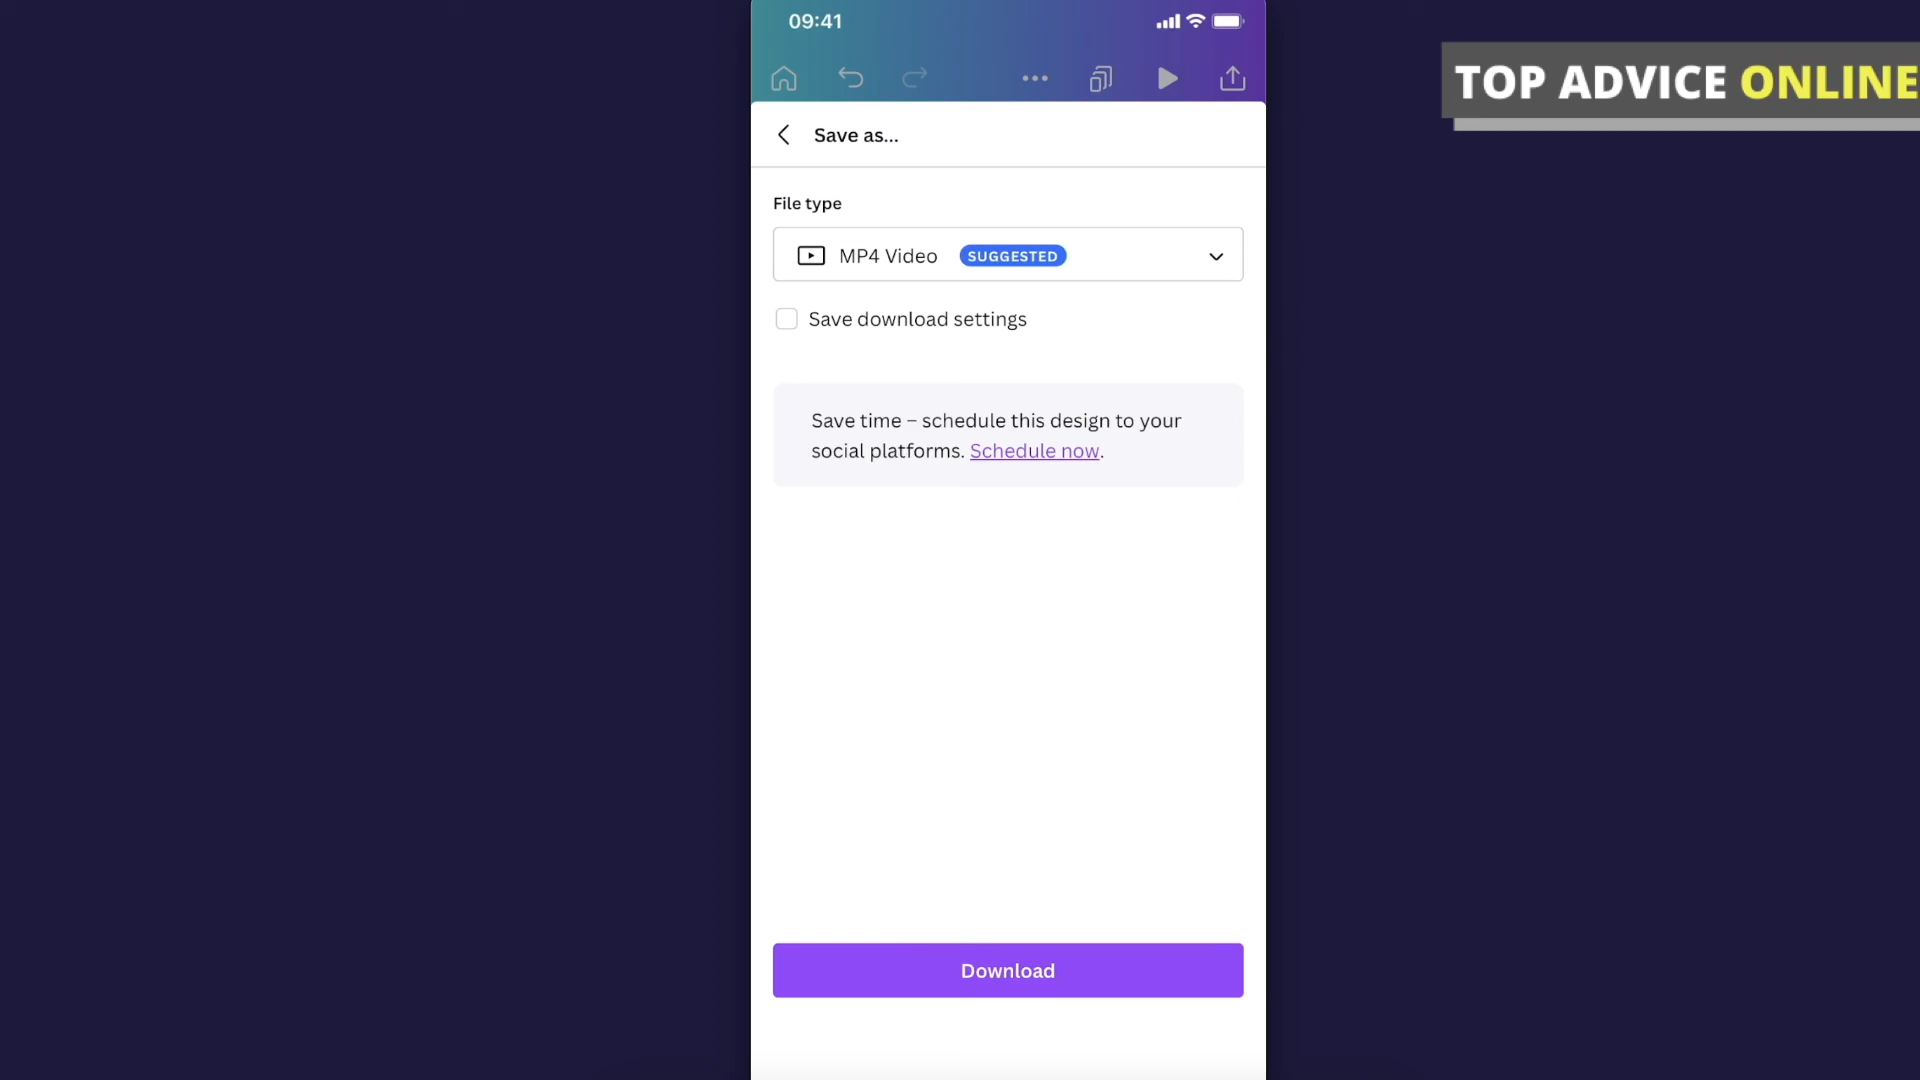 09:41
TOP ADVICE ONLINE
Save as...
File type
MP4 Video SUGGESTED
Save download settings
Save time – schedule this design to your
social platforms. Schedule now.
Download